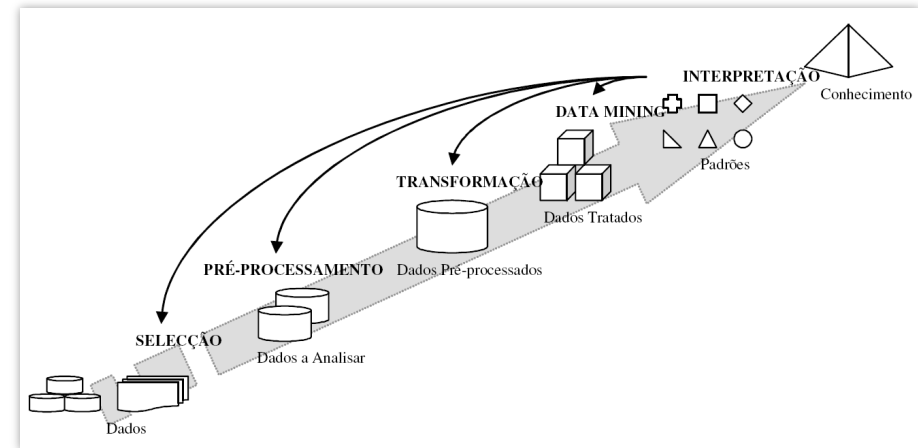 INTERPRETAÇÃO
Conhecimento
DATA MINING
Padrões
TRANSFORMAÇÃO
Dados Tratados
PRÉ-PROCESSAMENTO
Dados Pré-processados
SELECÇÃO
Dados a Analisar
Dados